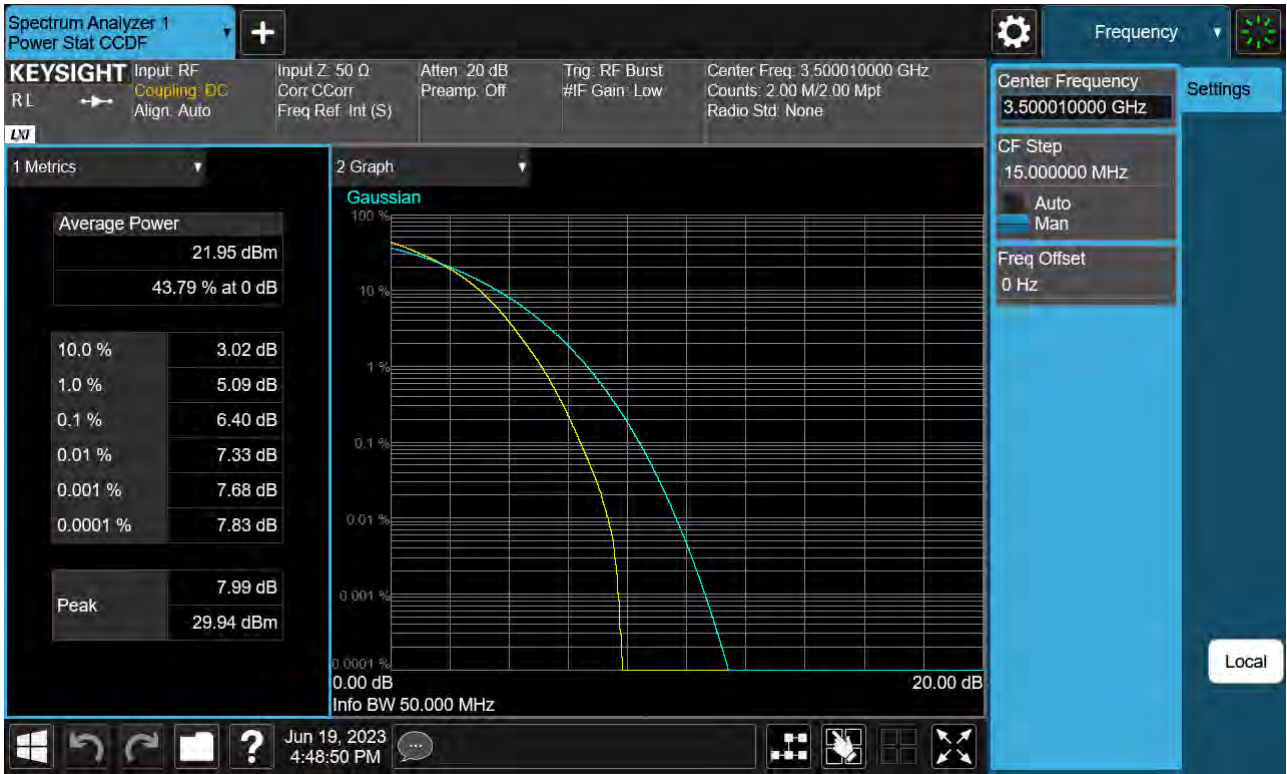 Spectrum Analyzer 1
Power Stat CCDF
+
Frequency
KEYSIGHT
RL
LXI
Input: RF
Coupling: DC
Align: Auto
Input Z: 50 Ω
Corr CCorr
Freq Ref: Int (S)
Atten: 20 dB
Preamp: Off
Trig: RF Burst
#IF Gain: Low
Center Freq: 3.500010000 GHz
Counts: 2.00 M/2.00 Mpt
Radio Std: None
Center Frequency
3.500010000 GHz
Settings
CF Step
15.000000 MHz
Auto
Man
Freq Offset
0 Hz
Local
1 Metrics
Average Power
21.95 dBm
43.79 % at 0 dB
10.0 % 3.02 dB
1.0 % 5.09 dB
0.1 % 6.40 dB
0.01 % 7.33 dB
0.001 % 7.68 dB
0.0001 % 7.83 dB
Peak
7.99 dB
29.94 dBm
2 Graph
Gaussian
100 %
10 %
1 %
0.1 %
0.01 %
0.001 %
0.0001 %
0.00 dB 20.00 dB
Info BW 50.000 MHz
?
Jun 19, 2023
4:48:50 PM